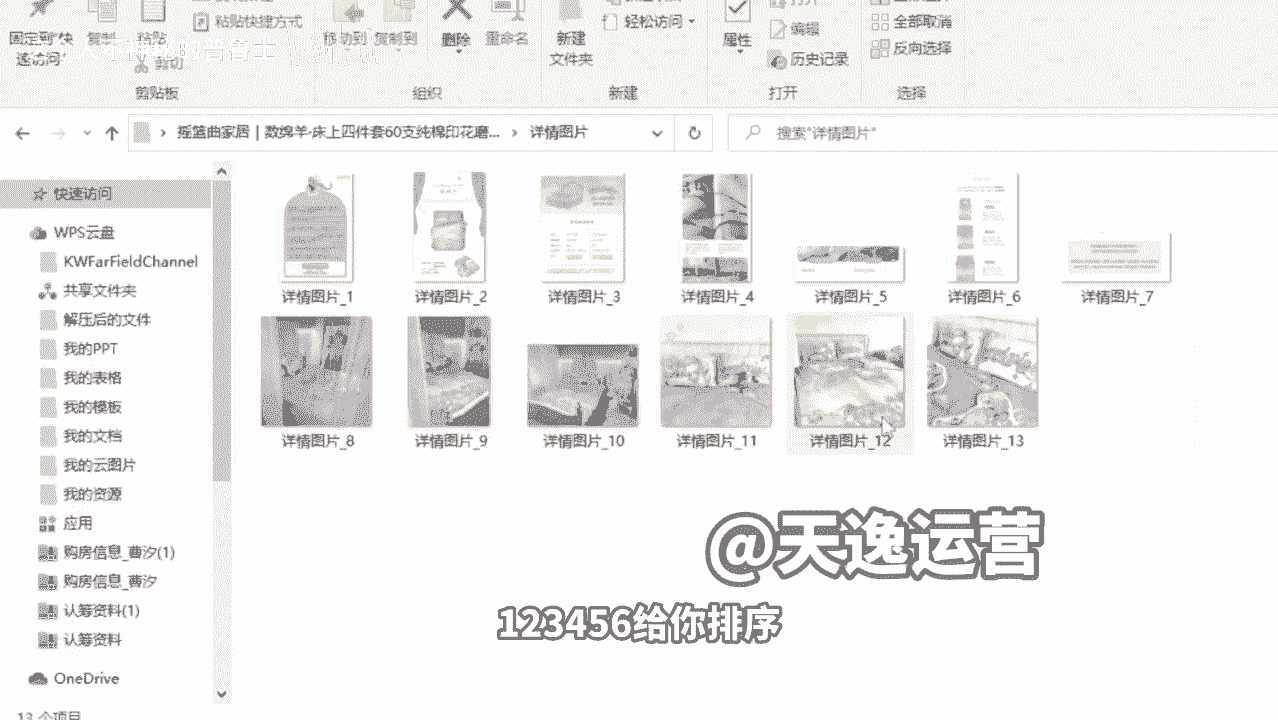 粘贴快捷方式
固定到"快
速访问"
复制
粘贴
剪切
移动到
复制到
删除
重命名
新建
文件夹
轻松访问
属性
打开
编辑
历史记录
全部取消
反向选择
剪贴板
组织
新建
打开
选择
摇篮曲家居 | 数绵羊·床上四件套60支纯棉印花磨... › 详情图片
搜索"详情图片"
快速访问
WPS云盘
KWFarFieldChannel
共享文件夹
解压后的文件
我的PPT
我的表格
我的模板
我的文档
我的云图片
我的资源
应用
购房信息_曹汐(1)
购房信息_曹汐
认筹资料(1)
认筹资料
OneDrive
13 个项目
详情图片_1
详情图片_2
详情图片_3
详情图片_4
详情图片_5
详情图片_6
详情图片_7
详情图片_8
详情图片_9
详情图片_10
详情图片_11
详情图片_12
详情图片_13
@天逸运营
123456给你排序